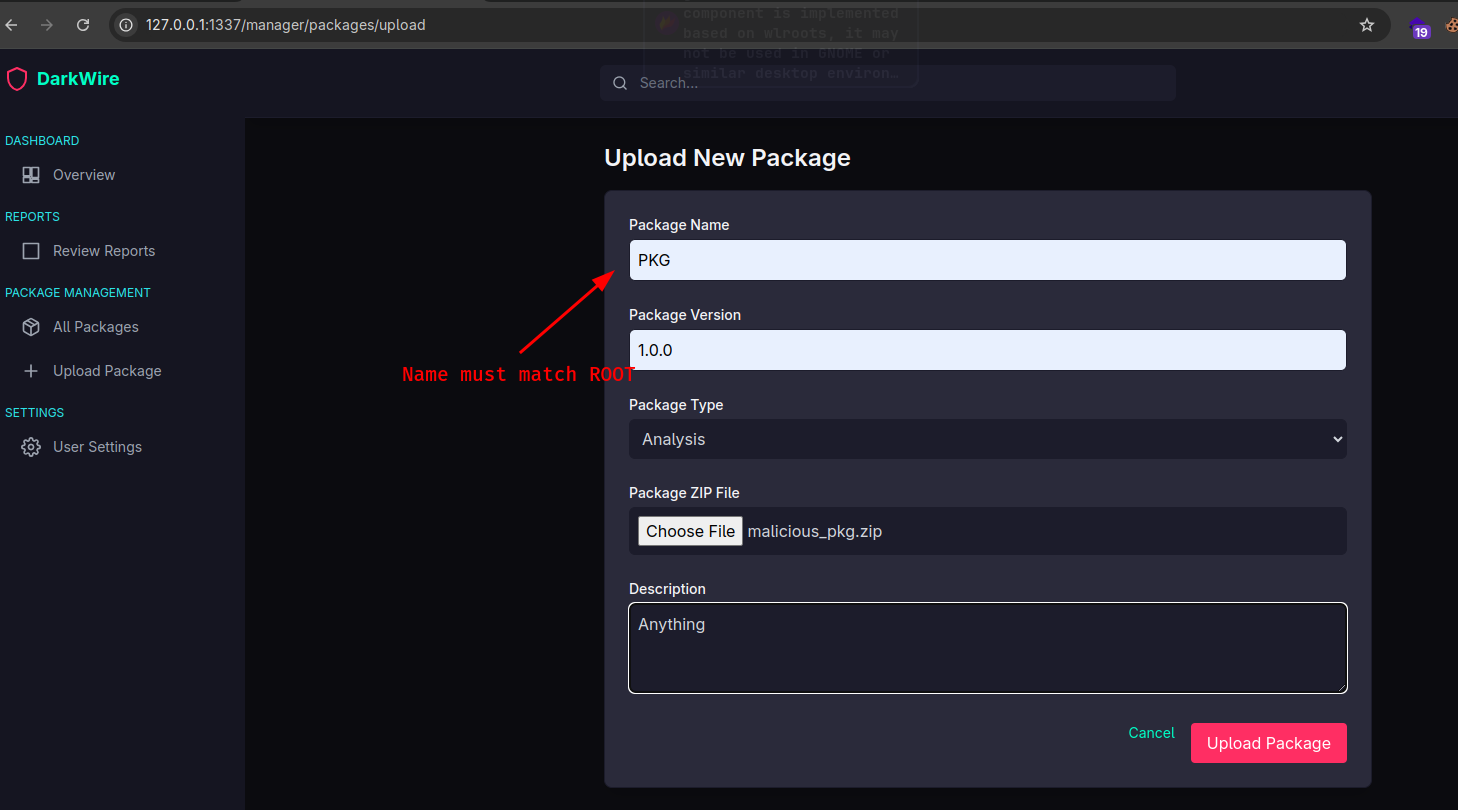 127.0.0.1:1337/manager/packages/upload
component is implemented
based on wlroots, it may
not be used in GNOME or
similar desktop environ…
19
DarkWire
Search...
DASHBOARD
Overview
REPORTS
Review Reports
PACKAGE MANAGEMENT
All Packages
Upload Package
SETTINGS
User Settings
Upload New Package
Package Name
PKG
Package Version
1.0.0
Name must match ROOT
Package Type
Analysis
Package ZIP File
Choose File malicious_pkg.zip
Description
Anything
Cancel
Upload Package